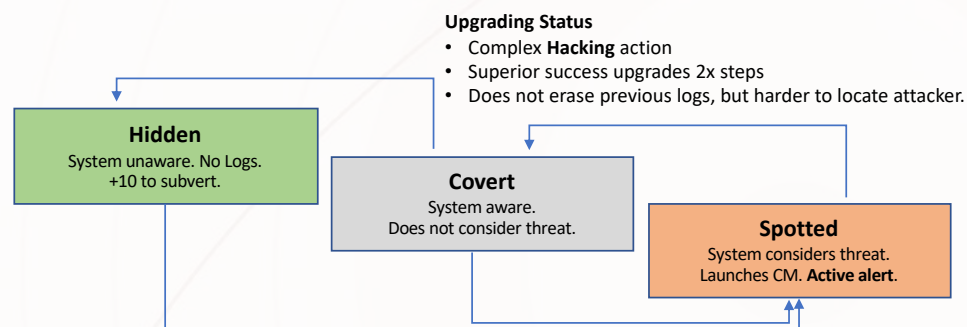 Upgrading Status
• Complex Hacking action
• Superior success upgrades 2x steps
• Does not erase previous logs, but harder to locate attacker.
Hidden
System unaware. No Logs.
+10 to subvert.
Covert
System aware.
Does not consider threat.
Spotted
System considers threat.
Launches CM. Active alert.